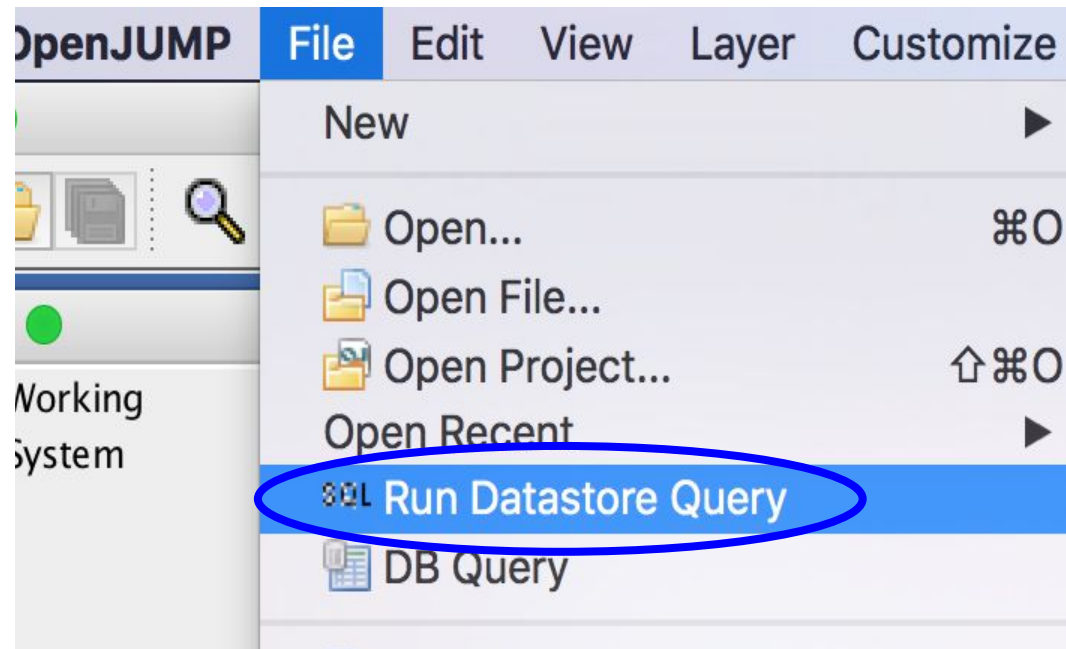 OpenJUMP File Edit View Layer Customize
New
Open... ⌘O
Open File...
Open Project... ⇧⌘O
Open Recent
SQL Run Datastore Query
DB Query
Working
System